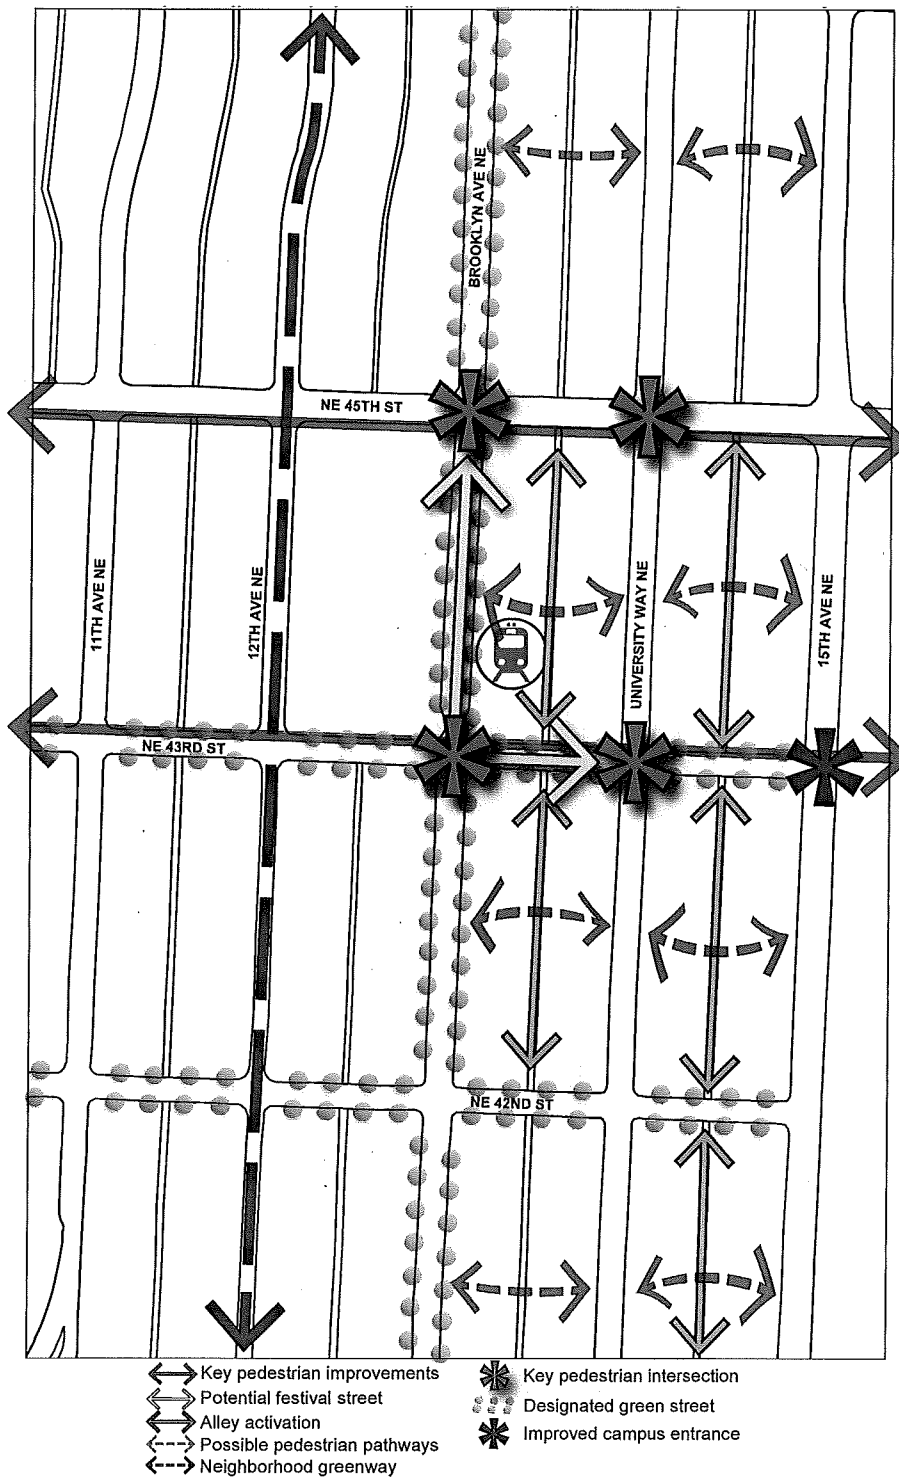 BROOKLYN AVE NE
NE 45TH ST
11TH AVE NE
12TH AVE NE
UNIVERSITY WAY NE
15TH AVE NE
NE 43RD ST
NE 42ND ST
Key pedestrian improvements
Potential festival street
Alley activation
Possible pedestrian pathways
Neighborhood greenway
Key pedestrian intersection
Designated green street
Improved campus entrance